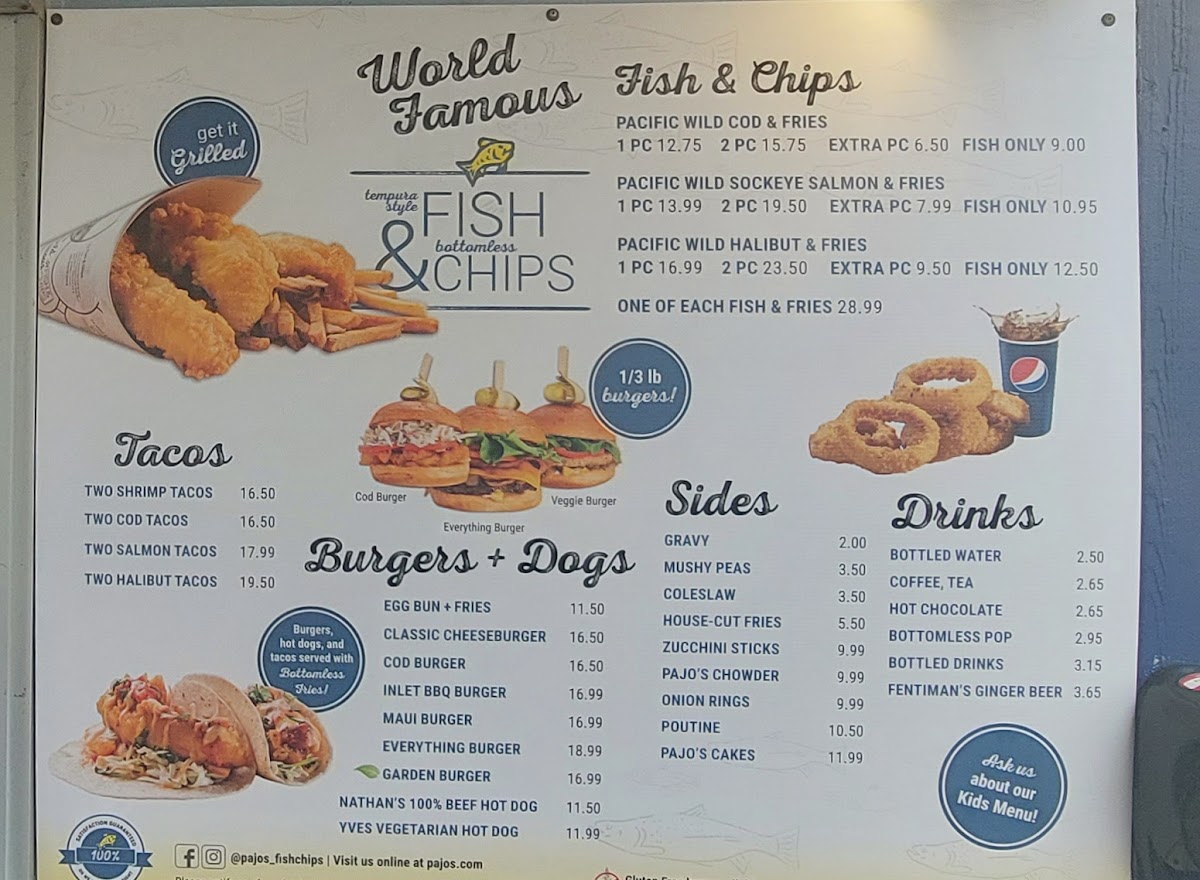 World
Famous
tempura
style
FISH
&
bottomless
CHIPS
get it
Grilled
Fish & Chips
PACIFIC WILD COD & FRIES
1 PC 12.75 2 PC 15.75 EXTRA PC 6.50 FISH ONLY 9.00
PACIFIC WILD SOCKEYE SALMON & FRIES
1 PC 13.99 2 PC 19.50 EXTRA PC 7.99 FISH ONLY 10.95
PACIFIC WILD HALIBUT & FRIES
1 PC 16.99 2 PC 23.50 EXTRA PC 9.50 FISH ONLY 12.50
ONE OF EACH FISH & FRIES 28.99
1/3 lb
burgers!
Cod Burger
Everything Burger
Veggie Burger
Tacos
TWO SHRIMP TACOS 16.50
TWO COD TACOS 16.50
TWO SALMON TACOS 17.99
TWO HALIBUT TACOS 19.50
Burgers,
hot dogs, and
tacos served with
Bottomless
Fries!
Burgers + Dogs
EGG BUN + FRIES 11.50
CLASSIC CHEESEBURGER 16.50
COD BURGER 16.50
INLET BBQ BURGER 16.99
MAUI BURGER 16.99
EVERYTHING BURGER 18.99
GARDEN BURGER 16.99
NATHAN'S 100% BEEF HOT DOG 11.50
YVES VEGETARIAN HOT DOG 11.99
Sides
GRAVY 2.00
MUSHY PEAS 3.50
COLESLAW 3.50
HOUSE-CUT FRIES 5.50
ZUCCHINI STICKS 9.99
PAJO'S CHOWDER 9.99
ONION RINGS 9.99
POUTINE 10.50
PAJO'S CAKES 11.99
Drinks
BOTTLED WATER 2.50
COFFEE, TEA 2.65
HOT CHOCOLATE 2.65
BOTTOMLESS POP 2.95
BOTTLED DRINKS 3.15
FENTIMAN'S GINGER BEER 3.65
Ask us
about our
Kids Menu!
SATISFACTION GUARANTEED
100%
@pajos_fishchips | Visit us online at pajos.com